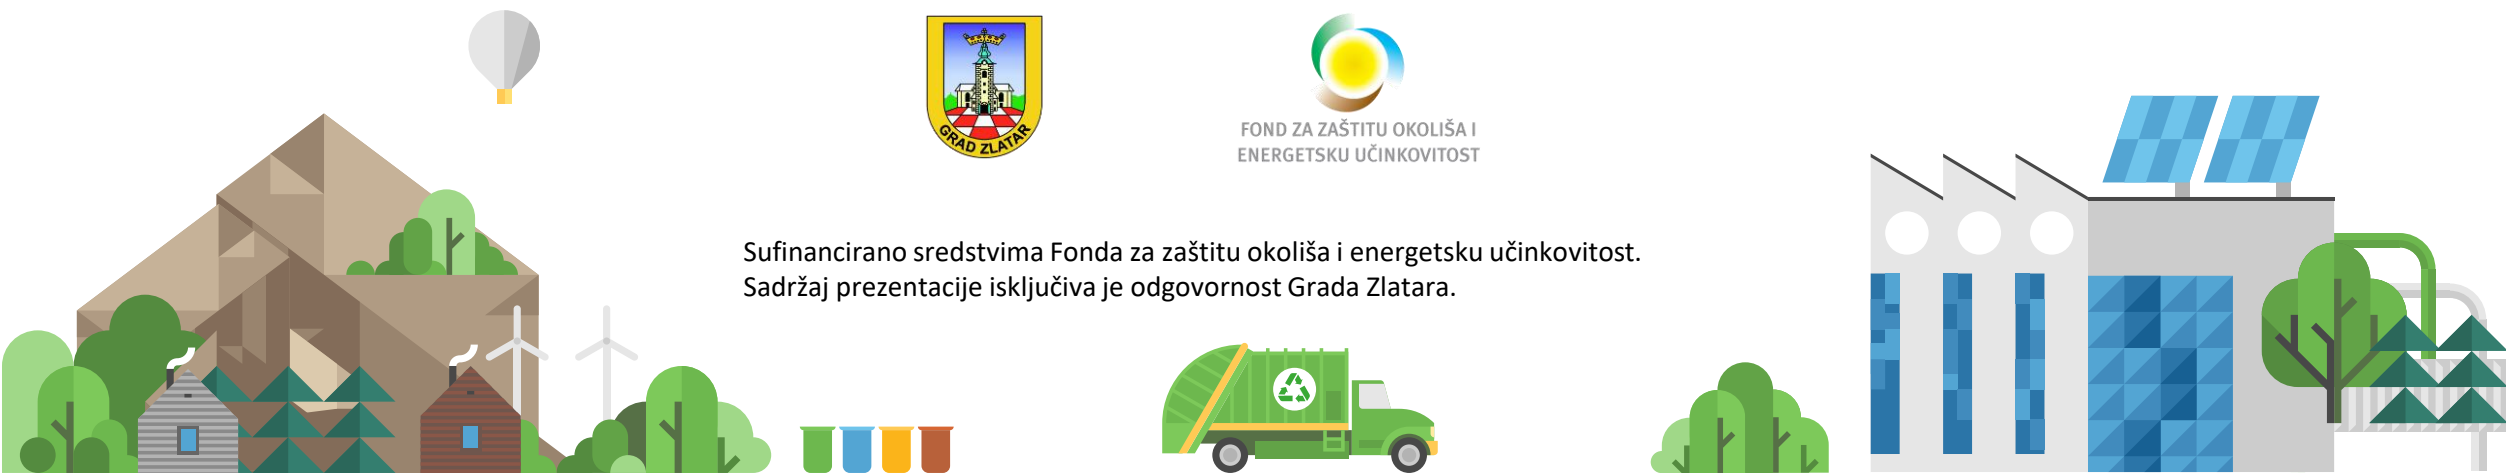 GRAD ZLATAR
FOND ZA ZAŠTITU OKOLIŠA I
ENERGETSKU UČINKOVITOST
Sufinancirano sredstvima Fonda za zaštitu okoliša i energetsku učinkovitost.
Sadržaj prezentacije isključiva je odgovornost Grada Zlatara.